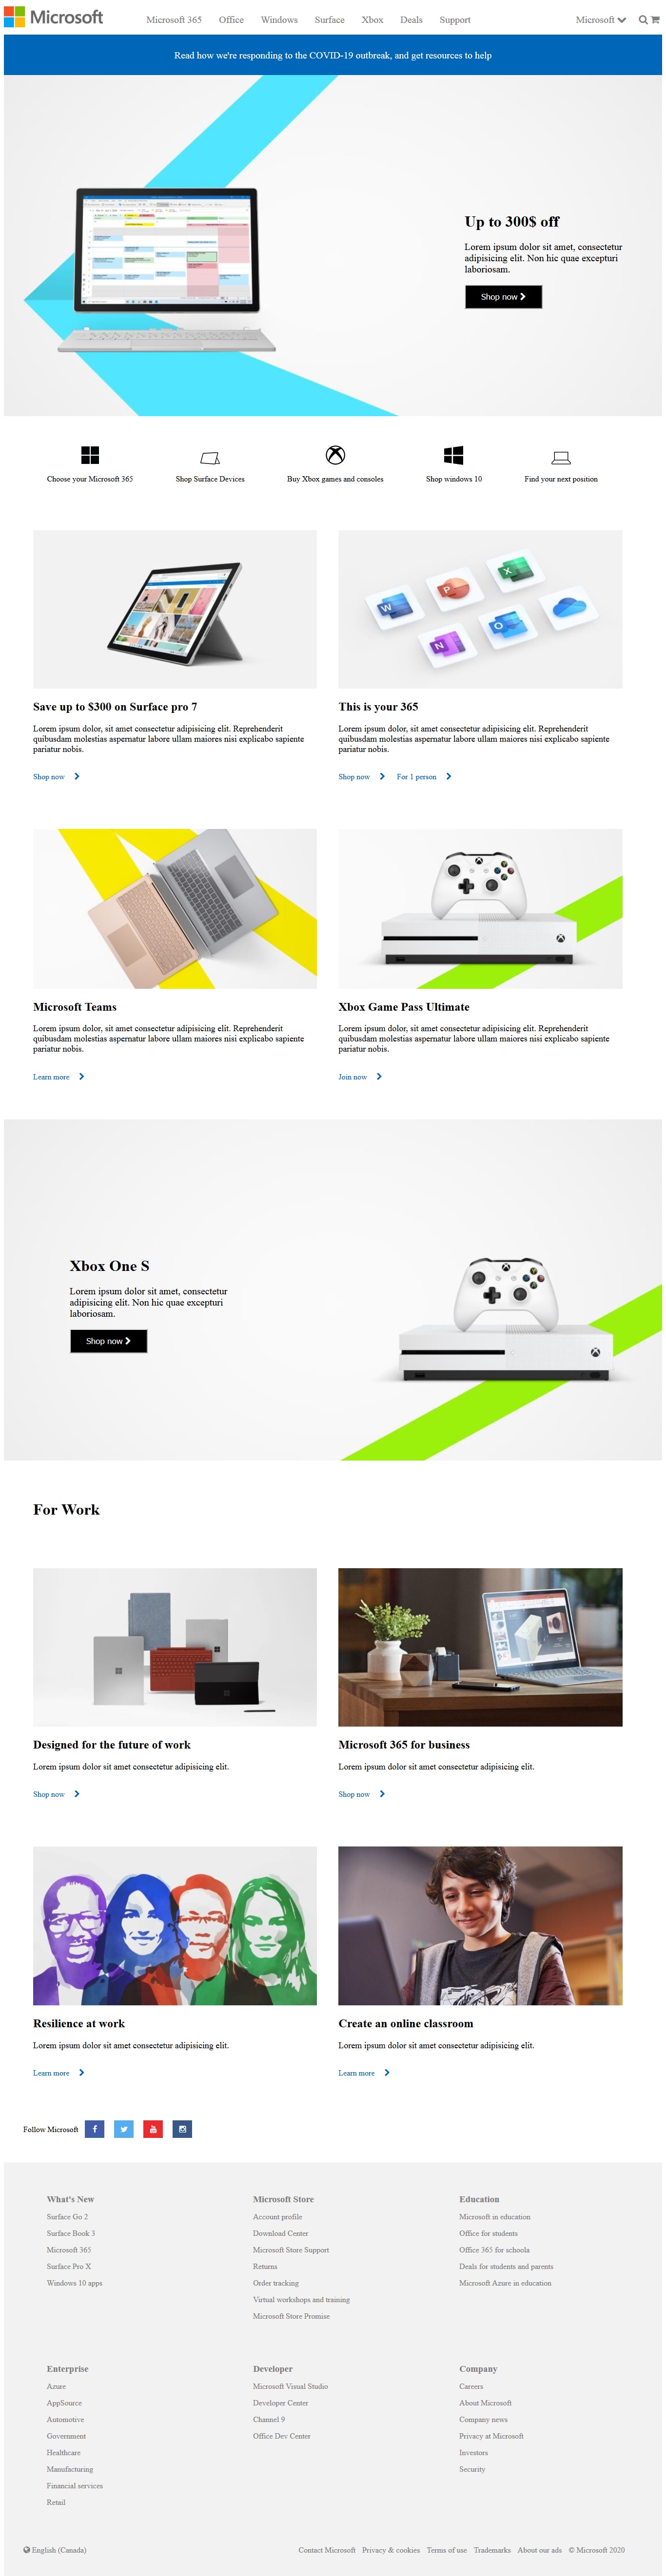 Microsoft
Microsoft 365 Office Windows Surface Xbox Deals Support
Microsoft
Read how we're responding to the COVID-19 outbreak, and get resources to help
Up to 300$ off
Lorem ipsum dolor sit amet, consectetur
adipisicing elit. Non hic quae excepturi
laboriosam.
Shop now
Choose your Microsoft 365
Shop Surface Devices
Buy Xbox games and consoles
Shop windows 10
Find your next position
W P X N O
Save up to $300 on Surface pro 7
Lorem ipsum dolor, sit amet consectetur adipisicing elit. Reprehenderit
quibusdam molestias aspernatur labore ullam maiores nisi explicabo sapiente
pariatur nobis.
Shop now
This is your 365
Lorem ipsum dolor, sit amet consectetur adipisicing elit. Reprehenderit
quibusdam molestias aspernatur labore ullam maiores nisi explicabo sapiente
pariatur nobis.
Shop now For 1 person
Microsoft Teams
Lorem ipsum dolor, sit amet consectetur adipisicing elit. Reprehenderit
quibusdam molestias aspernatur labore ullam maiores nisi explicabo sapiente
pariatur nobis.
Learn more
Xbox Game Pass Ultimate
Lorem ipsum dolor, sit amet consectetur adipisicing elit. Reprehenderit
quibusdam molestias aspernatur labore ullam maiores nisi explicabo sapiente
pariatur nobis.
Join now
Xbox One S
Lorem ipsum dolor sit amet, consectetur
adipisicing elit. Non hic quae excepturi
laboriosam.
Shop now
For Work
Designed for the future of work
Lorem ipsum dolor sit amet consectetur adipisicing elit.
Shop now
Microsoft 365 for business
Lorem ipsum dolor sit amet consectetur adipisicing elit.
Shop now
Resilience at work
Lorem ipsum dolor sit amet consectetur adipisicing elit.
Learn more
Create an online classroom
Lorem ipsum dolor sit amet consectetur adipisicing elit.
Learn more
Follow Microsoft
What's New
Surface Go 2
Surface Book 3
Microsoft 365
Surface Pro X
Windows 10 apps
Microsoft Store
Account profile
Download Center
Microsoft Store Support
Returns
Order tracking
Virtual workshops and training
Microsoft Store Promise
Education
Microsoft in education
Office for students
Office 365 for schoola
Deals for students and parents
Microsoft Azure in education
Enterprise
Azure
AppSource
Automotive
Government
Healthcare
Manufacturing
Financial services
Retail
Developer
Microsoft Visual Studio
Developer Center
Channel 9
Office Dev Center
Company
Careers
About Microsoft
Company news
Privacy at Microsoft
Investors
Security
English (Canada)
Contact Microsoft Privacy & cookies Terms of use Trademarks About our ads © Microsoft 2020